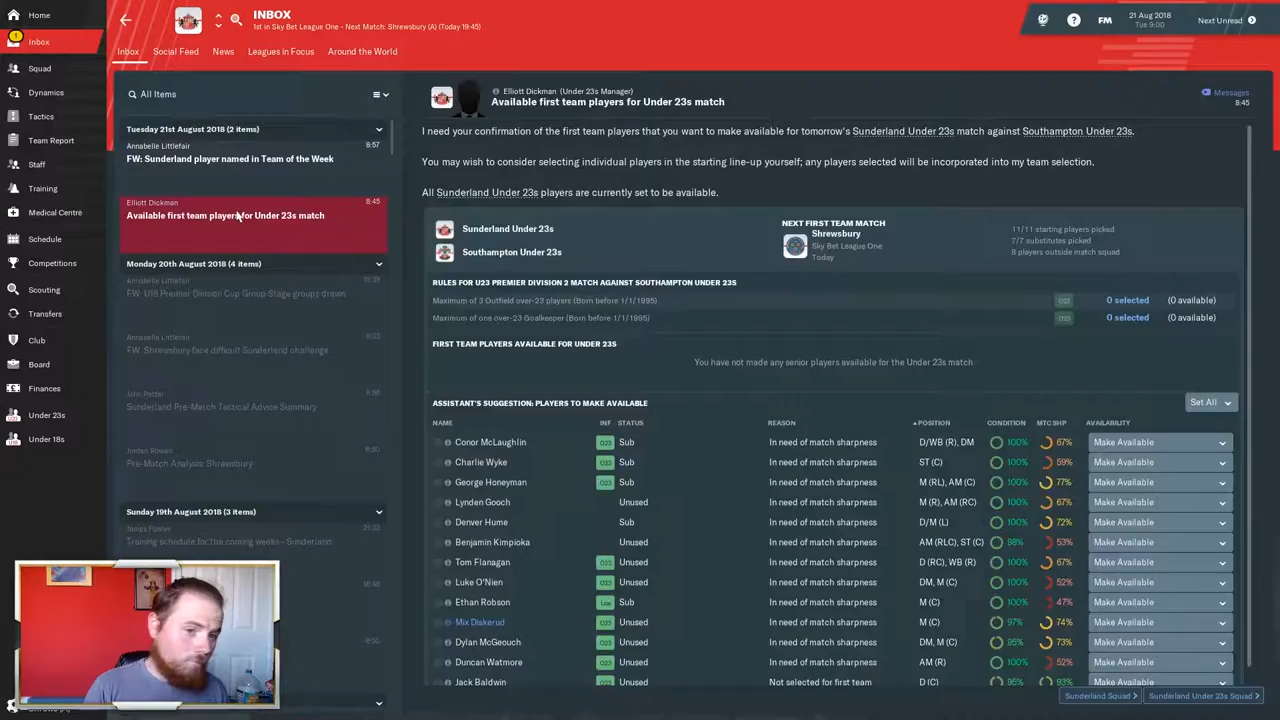 Home
Inbox
Squad
Dynamics
Tactics
Team Report
Staff
Training
Medical Centre
Schedule
Competitions
Scouting
Transfers
Club
Board
Finances
Under 23s
Under 18s
INBOX
1st in Sky Bet League One - Next Match: Shrewsbury (A) (Today 19:45)
FM
21 Aug 2018
Tue 9:00
Next Unread
Inbox
Social Feed
News
Leagues in Focus
Around the World
All Items
Tuesday 21st August 2018 (2 items)
Annabelle Littlefair
8:57
FW: Sunderland player named in Team of the Week
Elliott Dickman
8:45
Available first team players for Under 23s match
Monday 20th August 2018 (4 items)
Annabelle Littlefair
FW: U18 Premier Division Cup Group Stage groups drawn
Annabelle Littlefair
FW: Shrewsbury face difficult Sunderland challenge
John Potter
Sunderland Pre-Match Tactical Advice Summary
Jordan Rowan
Pre-Match Analysis: Shrewsbury
Sunday 19th August 2018 (3 items)
James Fowler
21:32
Training schedule for the coming weeks - Sunderland
Elliott Dickman (Under 23s Manager)
Available first team players for Under 23s match
Messages
8:45
I need your confirmation of the first team players that you want to make available for tomorrow's Sunderland Under 23s match against Southampton Under 23s.
You may wish to consider selecting individual players in the starting line-up yourself; any players selected will be incorporated into my team selection.
All Sunderland Under 23s players are currently set to be available.
Sunderland Under 23s
Southampton Under 23s
NEXT FIRST TEAM MATCH
Shrewsbury
Sky Bet League One
Today
11/11 starting players picked
7/7 substitutes picked
8 players outside match squad
RULES FOR U23 PREMIER DIVISION 2 MATCH AGAINST SOUTHAMPTON UNDER 23S
Maximum of 3 Outfield over-23 players (Born before 1/1/1995)
O23
0 selected
(0 available)
Maximum of one over-23 Goalkeeper (Born before 1/1/1995)
O23
0 selected
(0 available)
FIRST TEAM PLAYERS AVAILABLE FOR UNDER 23S
You have not made any senior players available for the Under 23s match
ASSISTANT'S SUGGESTION: PLAYERS TO MAKE AVAILABLE
Set All
NAME INF STATUS REASON POSITION CONDITION MTC SHP AVAILABILITY
Conor McLaughlin O23 Sub In need of match sharpness D/WB (R), DM 100% 67% Make Available
Charlie Wyke O23 Sub In need of match sharpness ST (C) 100% 59% Make Available
George Honeyman O23 Sub In need of match sharpness M (RL), AM (C) 100% 77% Make Available
Lynden Gooch Unused In need of match sharpness M (R), AM (RC) 100% 67% Make Available
Denver Hume Sub In need of match sharpness D/M (L) 100% 72% Make Available
Benjamin Kimpioka Unused In need of match sharpness AM (RLC), ST (C) 98% 53% Make Available
Tom Flanagan O23 Unused In need of match sharpness D (RC), WB (R) 100% 67% Make Available
Luke O'Nien O23 Unused In need of match sharpness DM, M (C) 100% 52% Make Available
Ethan Robson Loa Sub In need of match sharpness M (C) 100% 47% Make Available
Mix Diskerud O23 Unused In need of match sharpness M (C) 97% 74% Make Available
Dylan McGeouch O23 Unused In need of match sharpness DM, M (C) 95% 73% Make Available
Duncan Watmore O23 Unused In need of match sharpness AM (R) 100% 52% Make Available
Jack Baldwin O23 Unused Not selected for first team D (C) 95% 93% Make Available
Sunderland Squad >
Sunderland Under 23s Squad >